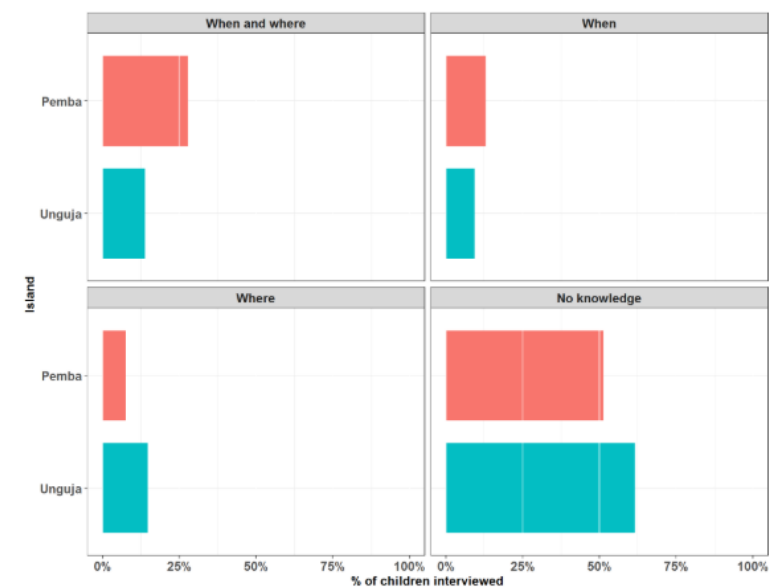 When and where
When
Pemba
Unguja
Where
No knowledge
Pemba
Unguja
Island
0% 25% 50% 75% 100% 0% 25% 50% 75% 100%
% of children interviewed